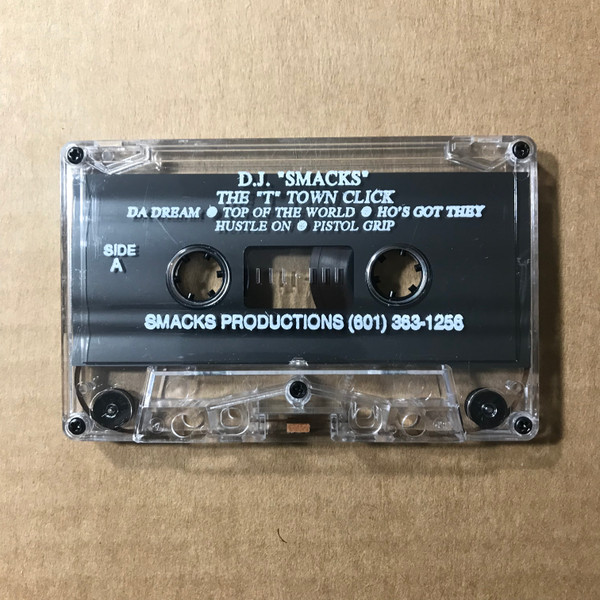 D.J. "SMACKS"
THE "T" TOWN CLICK
DA DREAM ● TOP OF THE WORLD ● HO'S GOT THEY
HUSTLE ON ● PISTOL GRIP
SIDE
A
SMACKS PRODUCTIONS (601) 363-1256